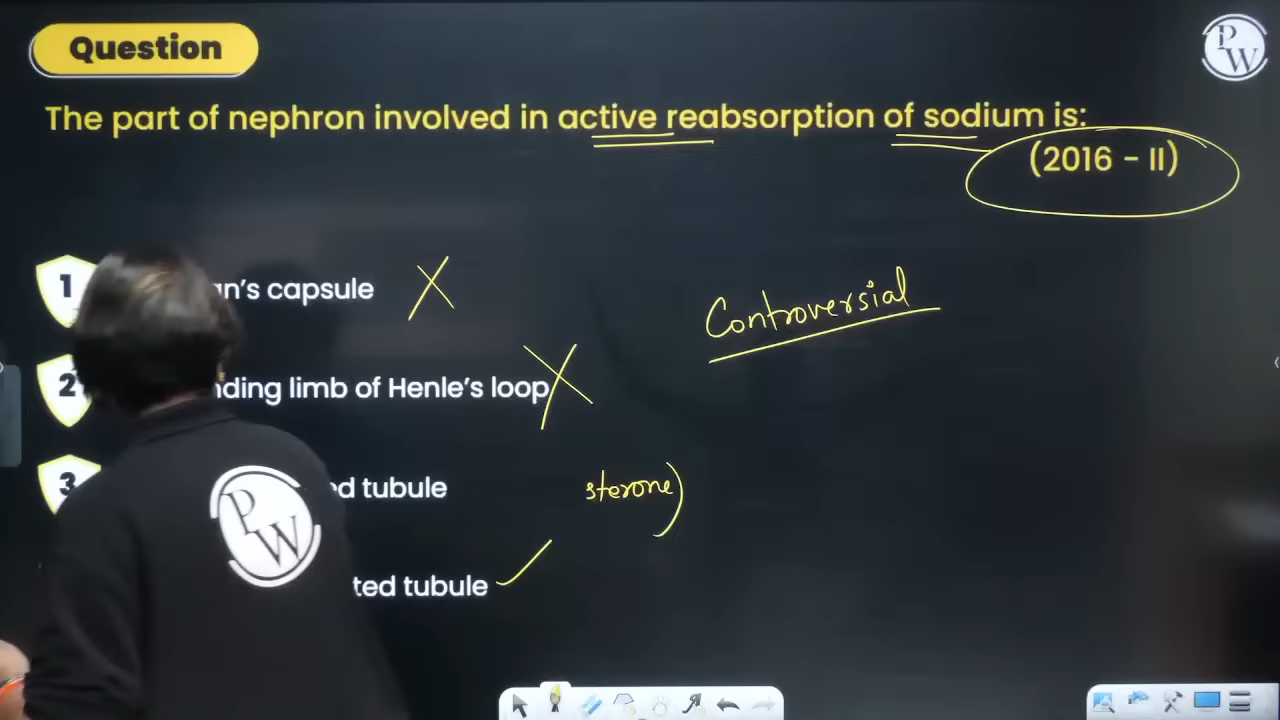 Question
P
W
The part of nephron involved in active reabsorption of sodium is:
(2016 - II)
1
n's capsule
Controversial
2
nding limb of Henle's loop
3
d tubule
sterone)
P
W
ted tubule